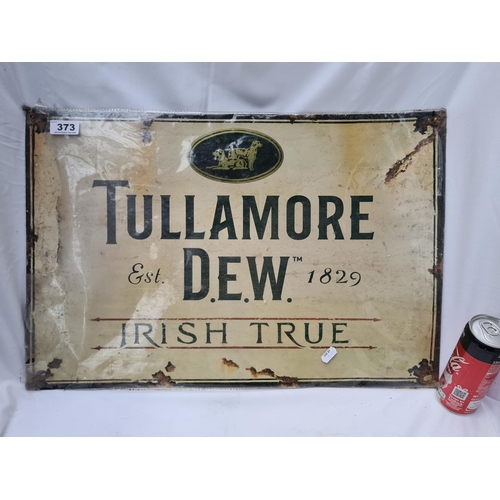 373
TULLAMORE
Est. D.E.W.™ 1829
IRISH TRUE